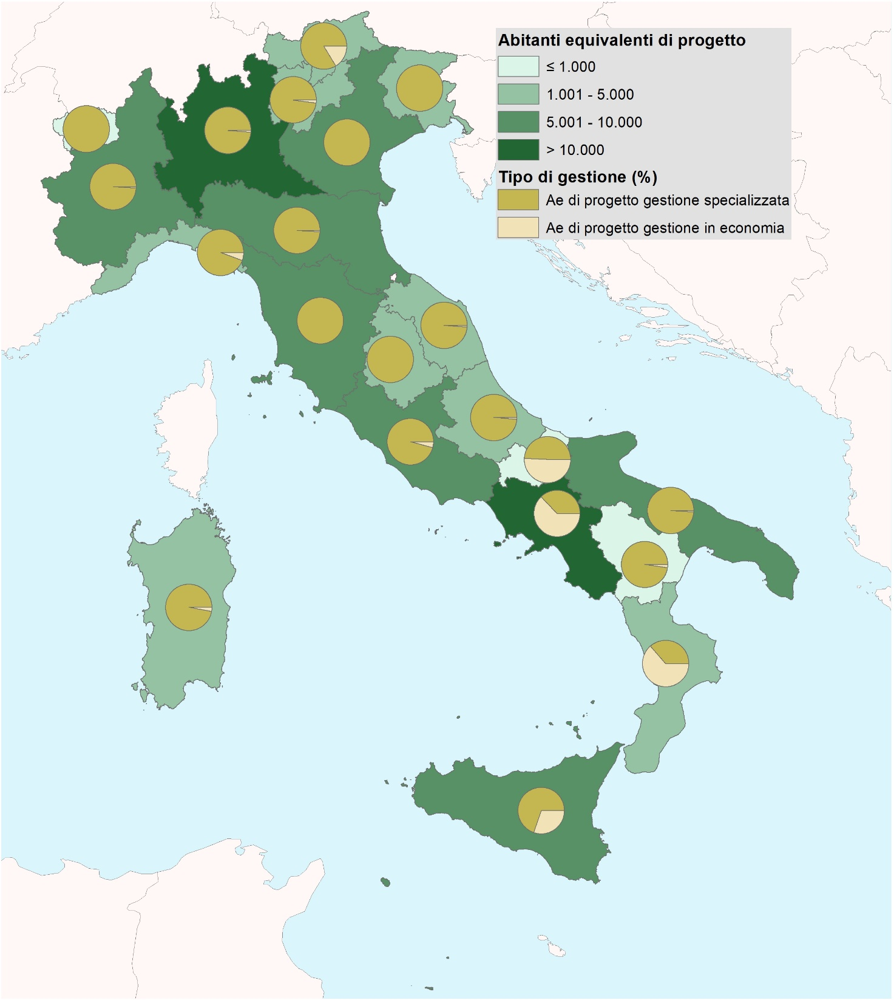 Abitanti equivalenti di progetto
≤ 1.000
1.001 - 5.000
5.001 - 10.000
> 10.000
Tipo di gestione (%)
Ae di progetto gestione specializzata
Ae di progetto gestione in economia